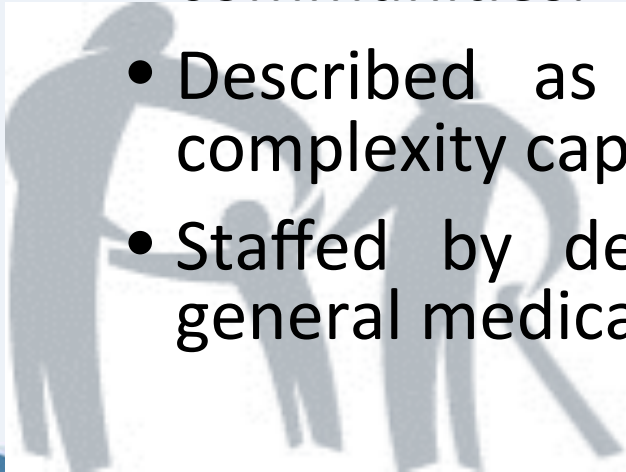 • Described as
complexity cap
• Staffed by de
general medica